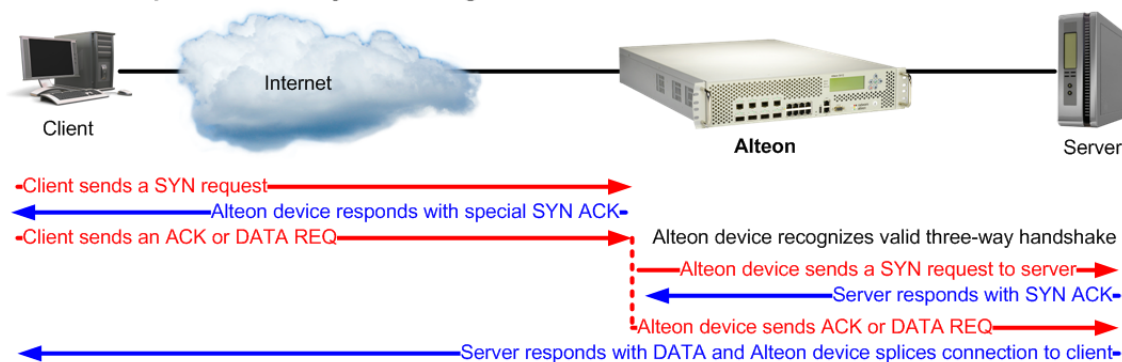 Internet
Client
Alteon
Server
Client sends a SYN request
Alteon device responds with special SYN ACK
Client sends an ACK or DATA REQ
Alteon device recognizes valid three-way handshake
Alteon device sends a SYN request to server
Server responds with SYN ACK
Alteon device sends ACK or DATA REQ
Server responds with DATA and Alteon device splices connection to client